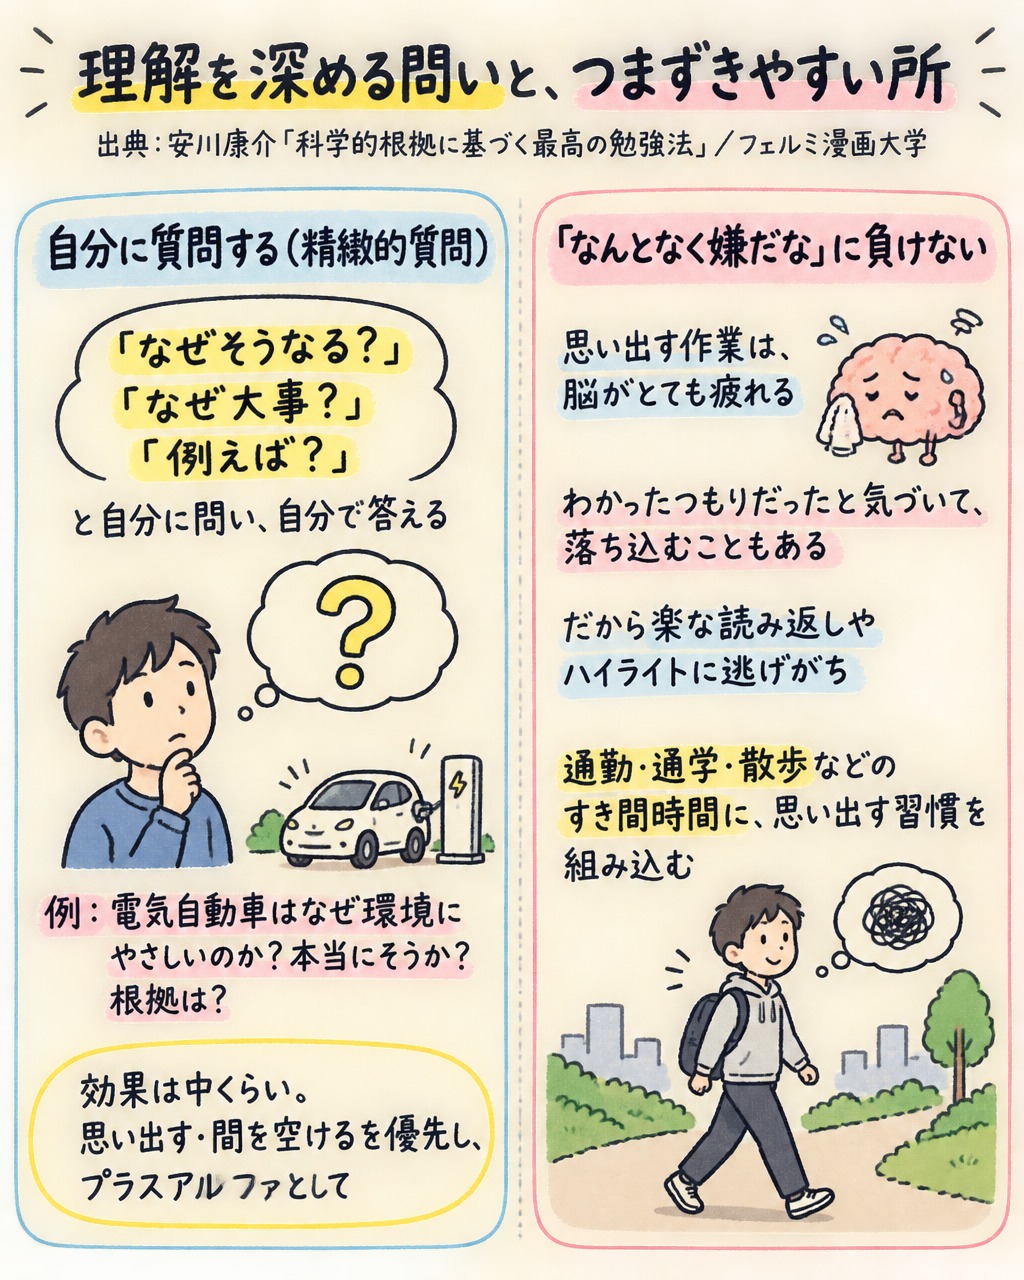 理解を深める問いと、つまずきやすい所
出典：安川康介「科学的根拠に基づく最高の勉強法」／フェルミ漫画大学
自分に質問する(精緻的質問)
「なぜそうなる？」
「なぜ大事？」
「例えば？」
と自分に問い、自分で答える
?
例：電気自動車はなぜ環境に
やさしいのか？本当にそうか？
根拠は？
効果は中くらい。
思い出す・間を空けるを優先し、
プラスアルファとして
「なんとなく嫌だな」に負けない
思い出す作業は、
脳がとても疲れる
わかったつもりだったと気づいて、
落ち込むこともある
だから楽な読み返しや
ハイライトに逃げがち
通勤・通学・散歩などの
すき間時間に、思い出す習慣を
組み込む